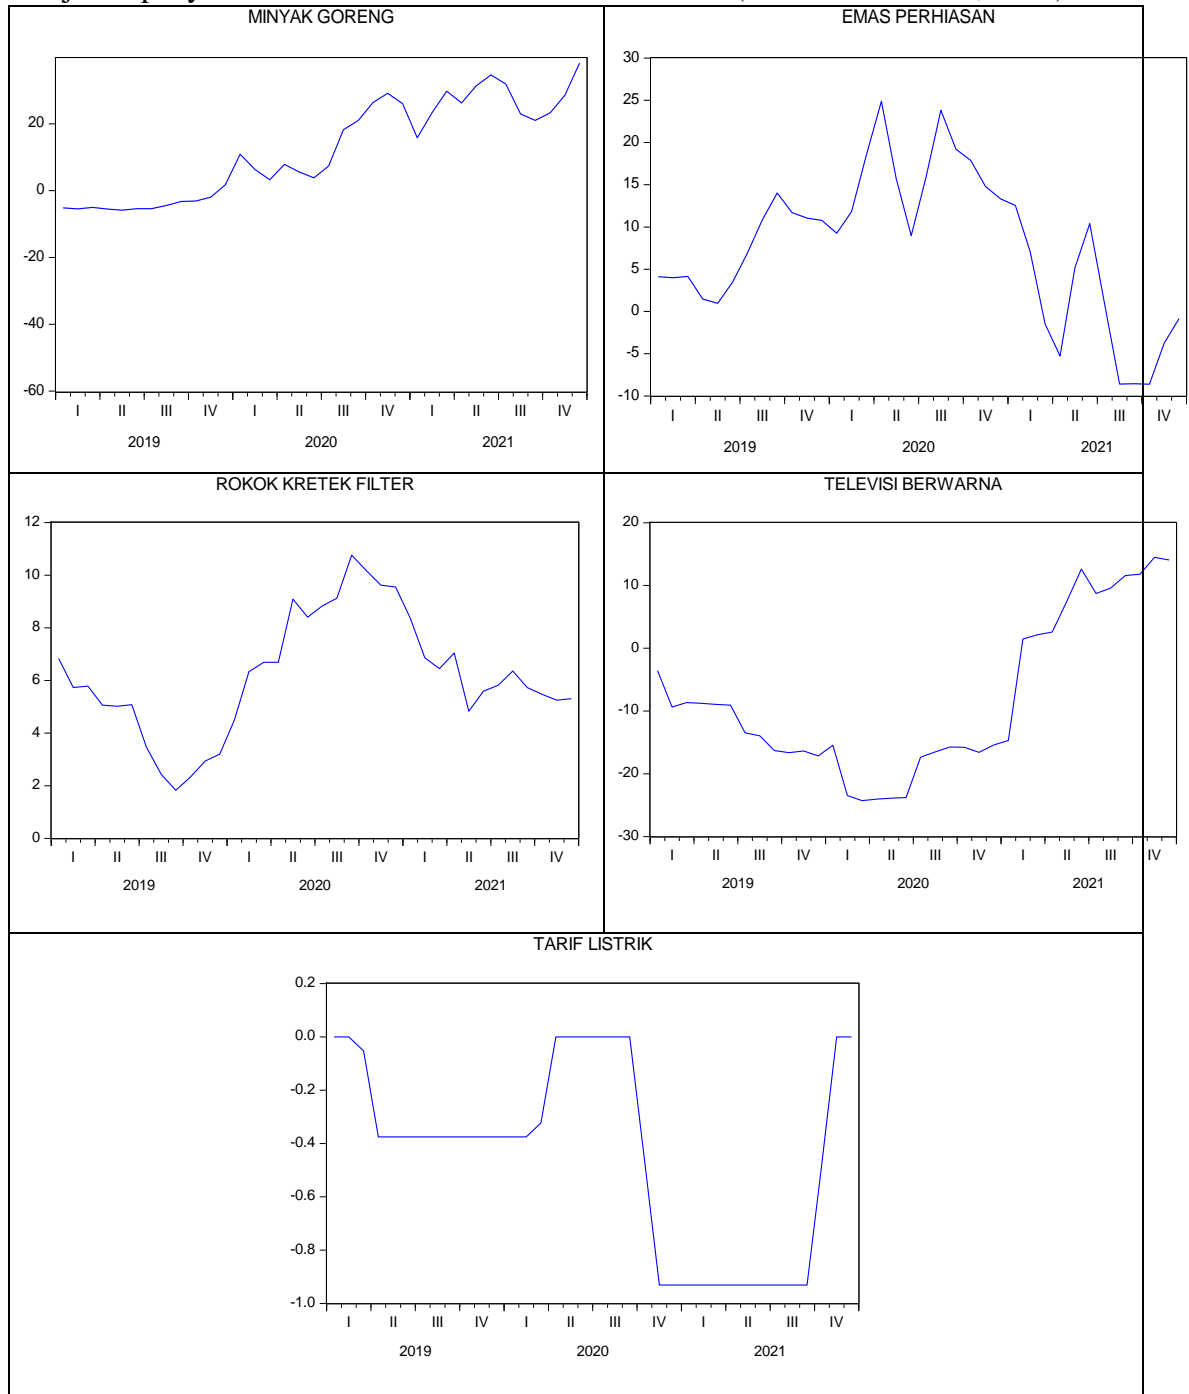 MINYAK GORENG
20
0
-20
-40
-60
I II III IV I II III IV I II III IV
2019 2020 2021
EMAS PERHIASAN
30
25
20
15
10
5
0
-5
-10
I II III IV I II III IV I II III IV
2019 2020 2021
ROKOK KRETEK FILTER
12
10
8
6
4
2
0
I II III IV I II III IV I II III IV
2019 2020 2021
TELEVISI BERWARNA
20
10
0
-10
-20
-30
I II III IV I II III IV I II III IV
2019 2020 2021
TARIF LISTRIK
0.2
0.0
-0.2
-0.4
-0.6
-0.8
-1.0
I II III IV I II III IV I II III IV
2019 2020 2021